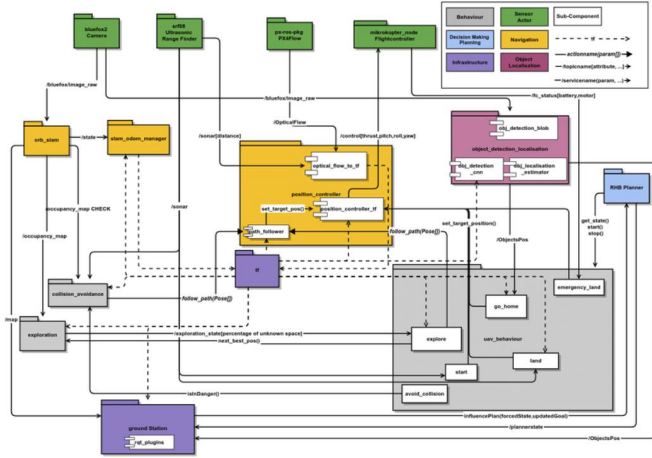 bluefox2
Camera
srf08
Ultrasonic
Range Finder
px-ros-pkg
PX4Flow
mikrokopter_node
Flightcontroller
Behaviour
Sensor
Actor
Sub-Component
Decision Making
Planning
Navigation
tf
Infrastructure
Object
Localisation
actionname(param[])
/topicname[attribute, ...]
/servicename(param, ...)
/bluefox/image_raw
/bluefox/image_raw
/fc_status[battery,motor]
/OpticalFlow
/control[thrust,pitch,roll,yaw]
/sonar[distance]
orb_slam
/state
slam_odom_manager
optical_flow_to_tf
position_controller
set_target_pos()
position_controller_tf
path_follower
obj_detection_blob
object_detection_localisation
obj_detection
_cnn
obj_localisation
_estimator
RHB Planner
get_state()
start()
stop()
occupancy_map CHECK
/sonar
/occupancy_map
set_target_position()
/ObjectsPos
follow_path(Pose[])
tf
collision_avoidance
follow_path(Pose[])
emergency_land
go_home
uav_behaviour
/map
exploration
/exploration_state[percentage of unknown space]
next_best_pos()
explore
land
start
isInDanger()
avoid_collision
influencePlan(forcedState,updatedGoal)
/plannerstate
ground Station
rqt_plugins
/ObjectsPos